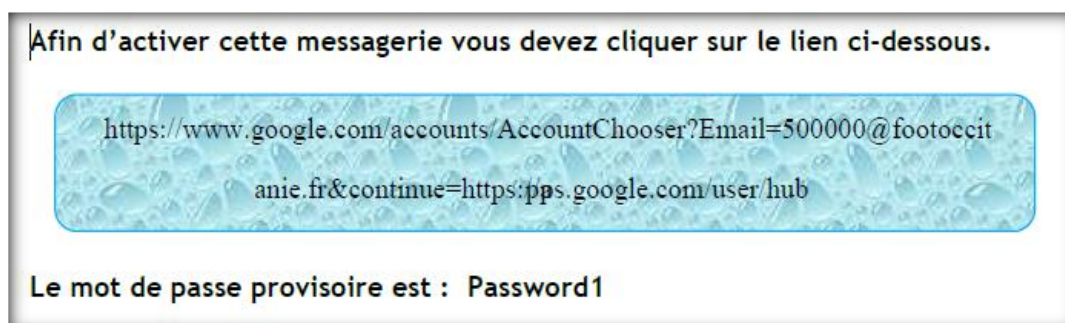 Afin d’activer cette messagerie vous devez cliquer sur le lien ci-dessous.
https://www.google.com/accounts/AccountChooser?Email=500000@footoccit
anie.fr&continue=https:pps.google.com/user/hub
Le mot de passe provisoire est : Password1